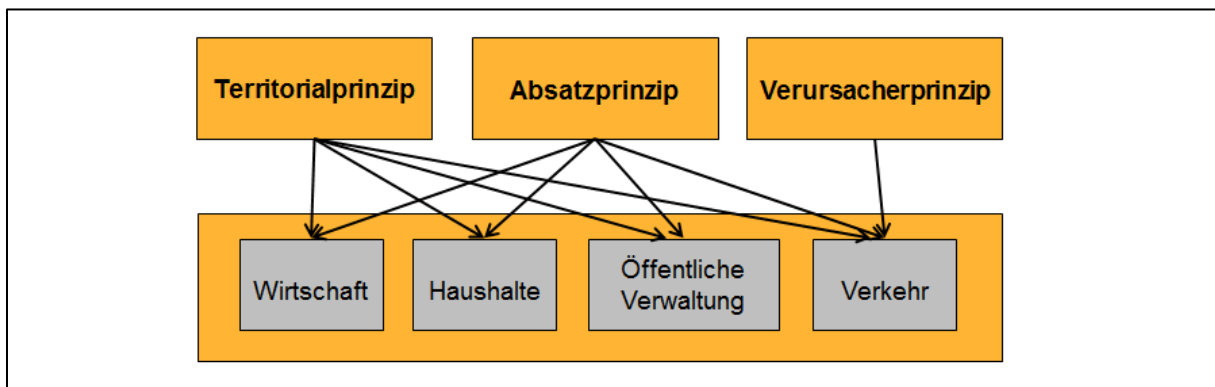 Territorialprinzip
Absatzprinzip
Verursacherprinzip
Wirtschaft
Haushalte
Öffentliche
Verwaltung
Verkehr